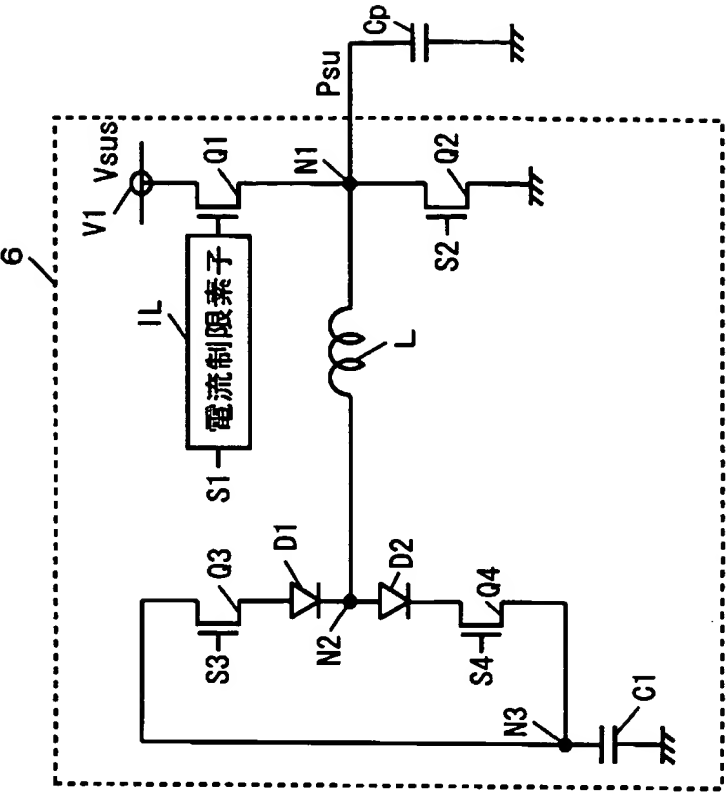 6
V1
Vsus
Q1
IL
電流制限素子
S1
Psu
Cp
N1
Q2
S2
L
D1
Q3
S3
N2
D2
Q4
S4
N3
C1